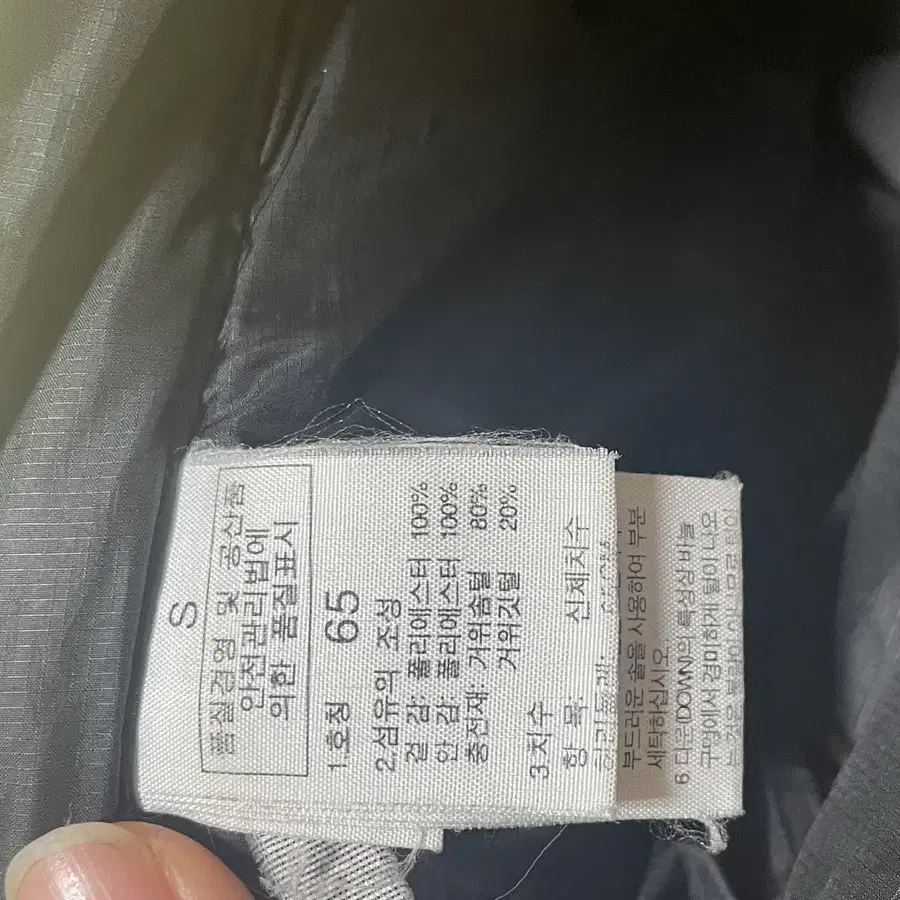 S
품질경영 및 공산품
안전관리법에
의한 품질표시
1.호칭 65
2.섬유의 조성
겉 감: 폴리에스터 100%
안 감: 폴리에스터 100%
충전재: 거위솜털 80%
거위깃털 20%
3.치수
항 목: 신체치수
부드러운 솔을 사용하여 부분
세탁하십시오
6.다운(DOWN)의 특성상 바늘
구멍에서 경미하게 털이 나오